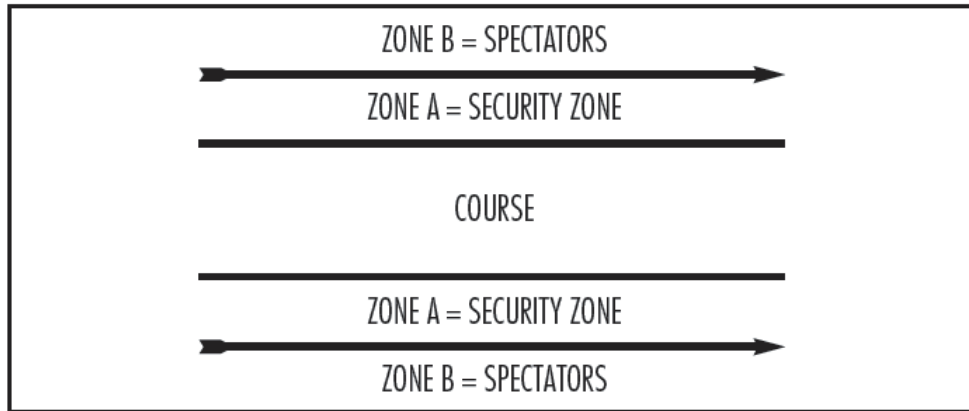 ZONE B = SPECTATORS
ZONE A = SECURITY ZONE
COURSE
ZONE A = SECURITY ZONE
ZONE B = SPECTATORS